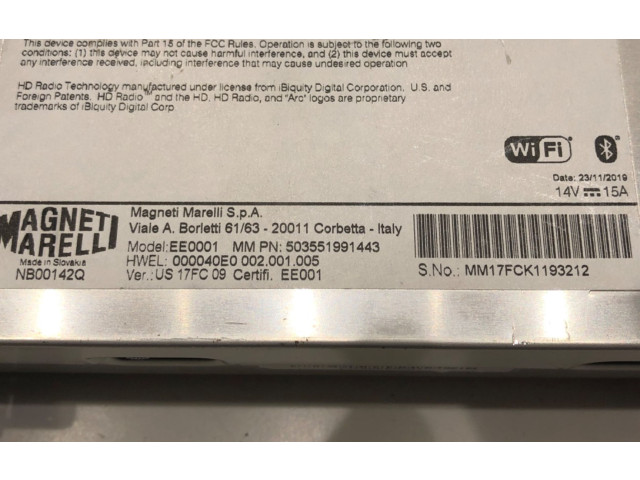 This device complies with Part 15 of the FCC Rules. Operation is subject to the following two
conditions: (1) this device may not cause harmful interference, and (2) this device must accept
any interference received, including interference that may cause undesired operation
HD Radio Technology manufactured under license from iBiquity Digital Corporation. U.S. and
Foreign Patents. HD Radio™ and the HD, HD Radio, and "Arc" logos are proprietary
trademarks of iBiquity Digital Corp.
Wi Fi
Date: 23/11/2019
14V 15A
MAGNETI
MARELLI
Made in Slovakia
NB00142Q
Magneti Marelli S.p.A.
Viale A. Borletti 61/63 - 20011 Corbetta - Italy
Model:EE0001 MM PN: 503551991443
HWEL: 000040E0 002.001.005
Ver.: US 17FC 09 Certifi. EE001
S.No.: MM17FCK1193212